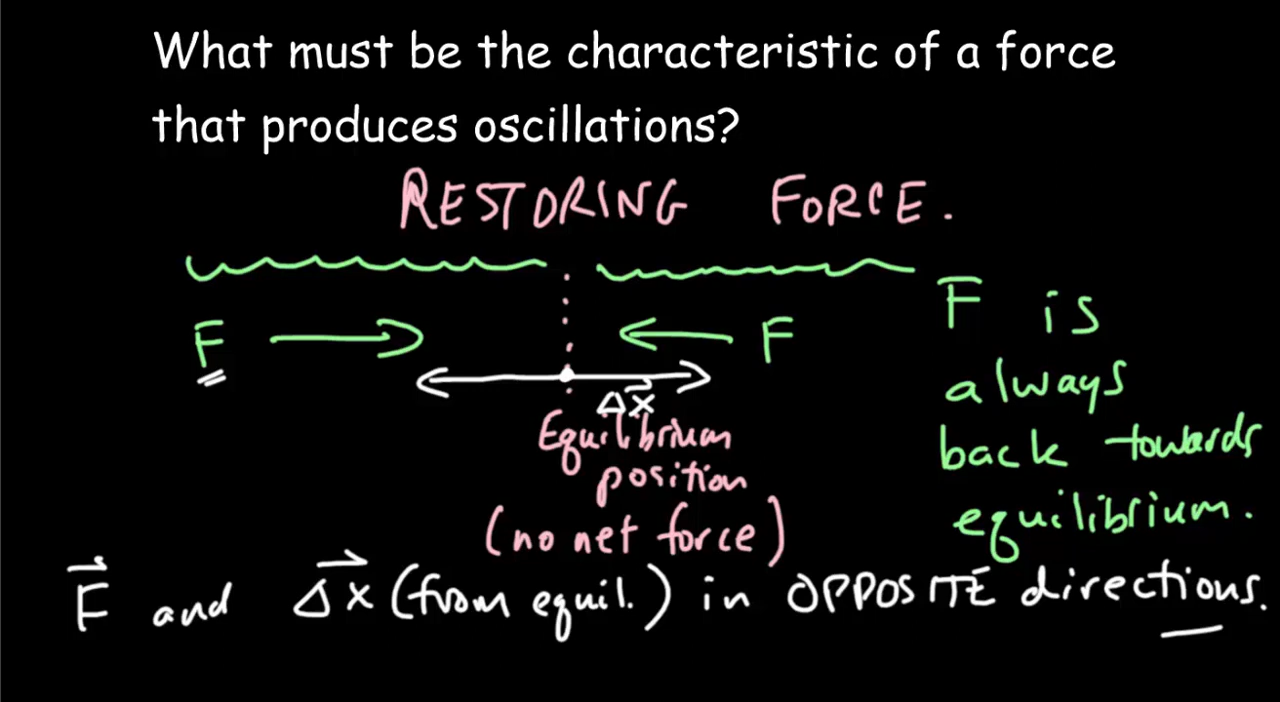 What must be the characteristic of a force
that produces oscillations?
RESTORING FORCE.
F F
Δx
Equilibrium
position
(no net force)
F is
always
back towards
equilibrium.
F and Δx (from equil.) in OPPOSITE directions.